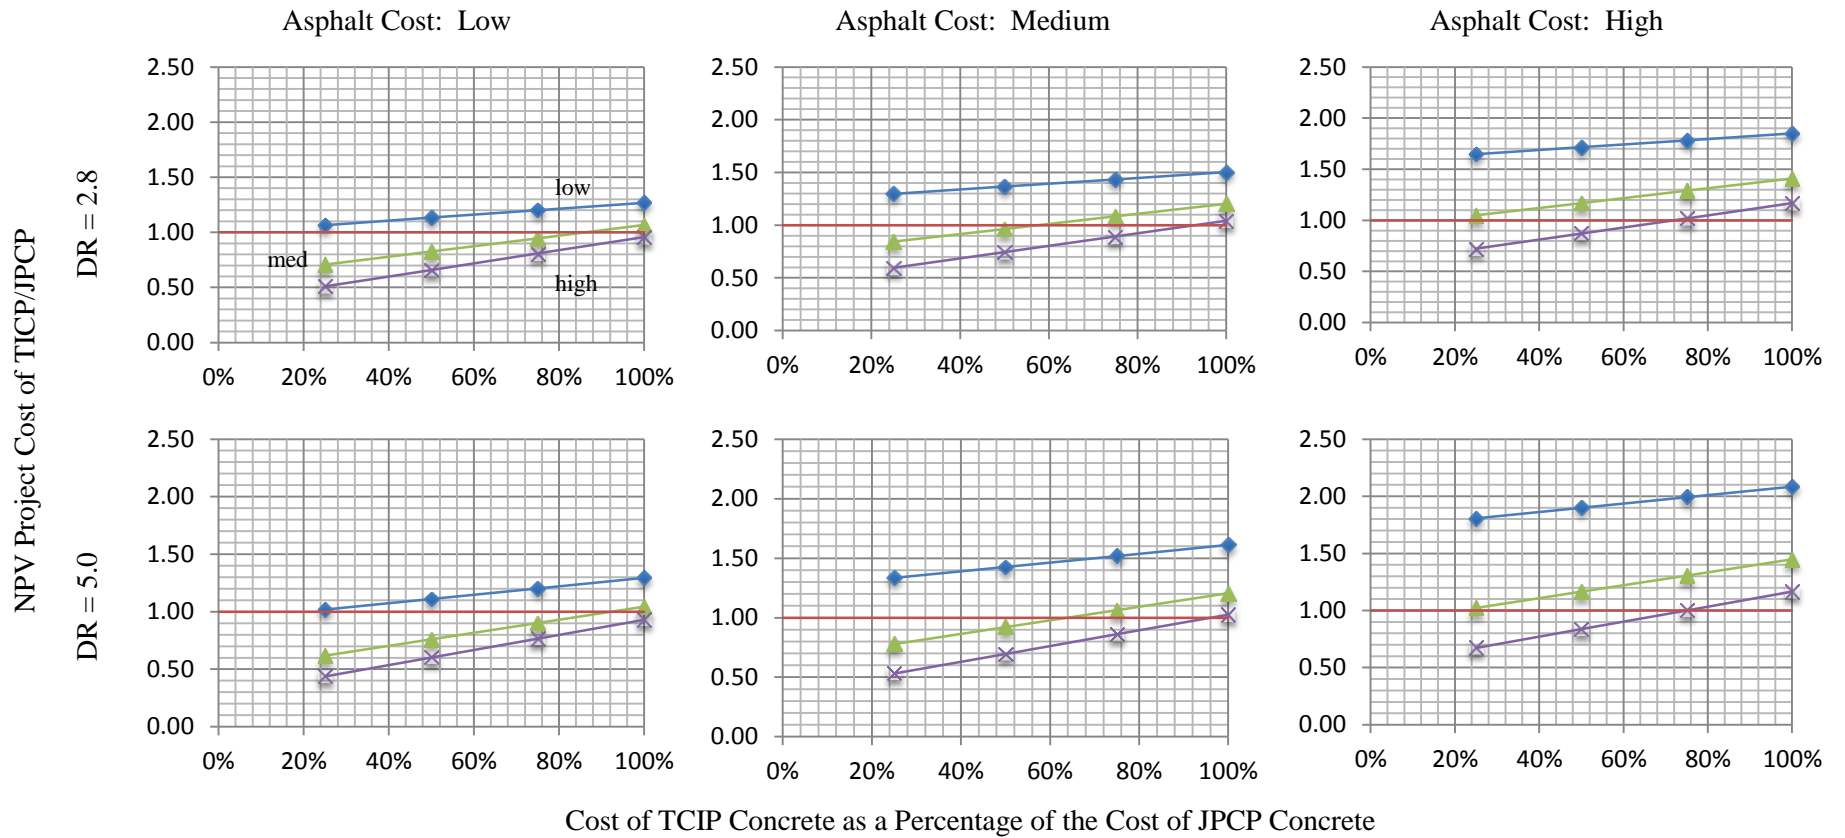 Asphalt Cost: Low
Asphalt Cost: Medium
Asphalt Cost: High
NPV Project Cost of TICP/JPCP
DR = 2.8
2.50
2.00
1.50
1.00
0.50
0.00
low
med
high
0% 20% 40% 60% 80% 100%
2.50
2.00
1.50
1.00
0.50
0.00
0% 20% 40% 60% 80% 100%
2.50
2.00
1.50
1.00
0.50
0.00
0% 20% 40% 60% 80% 100%
DR = 5.0
2.50
2.00
1.50
1.00
0.50
0.00
0% 20% 40% 60% 80% 100%
2.50
2.00
1.50
1.00
0.50
0.00
0% 20% 40% 60% 80% 100%
2.50
2.00
1.50
1.00
0.50
0.00
0% 20% 40% 60% 80% 100%
Cost of TCIP Concrete as a Percentage of the Cost of JPCP Concrete